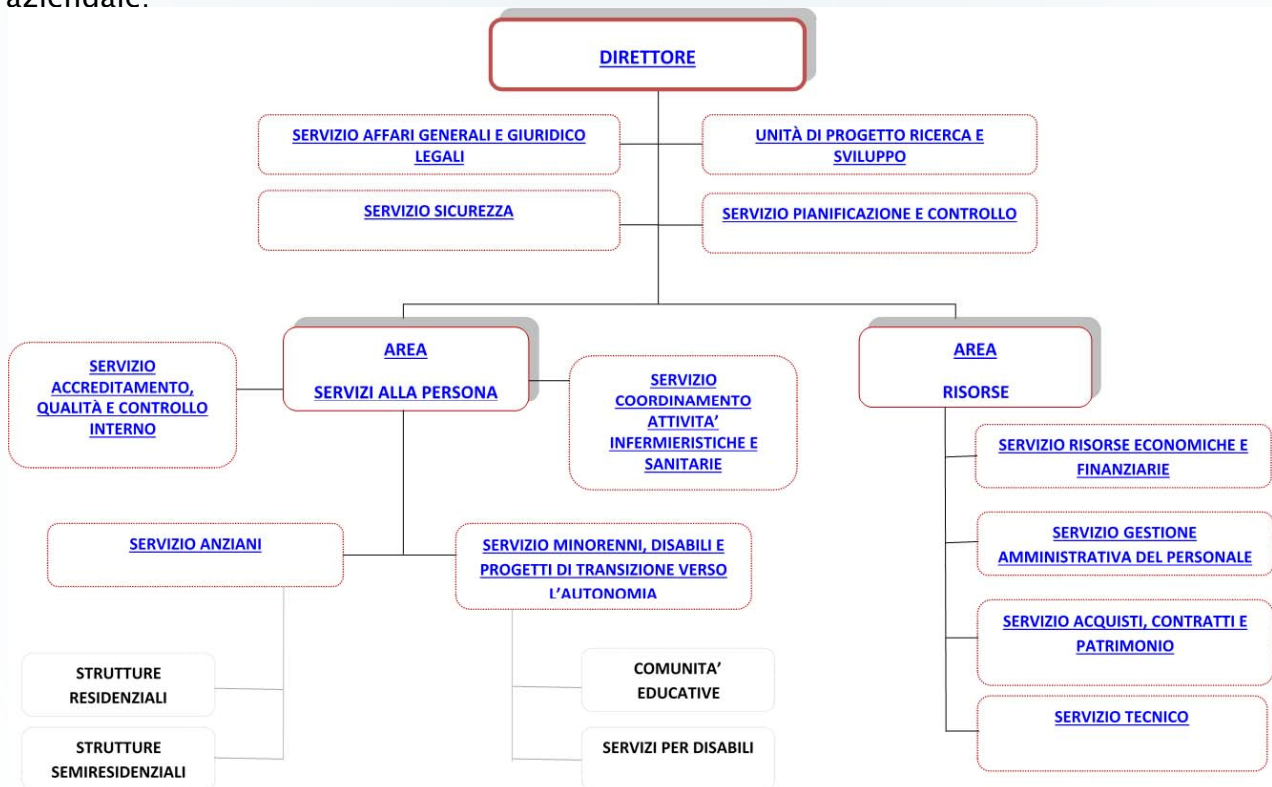 aziendale.
DIRETTORE
SERVIZIO AFFARI GENERALI E GIURIDICO
LEGALI
UNITÀ DI PROGETTO RICERCA E
SVILUPPO
SERVIZIO SICUREZZA
SERVIZIO PIANIFICAZIONE E CONTROLLO
AREA
SERVIZI ALLA PERSONA
AREA
RISORSE
SERVIZIO
ACCREDITAMENTO,
QUALITÀ E CONTROLLO
INTERNO
SERVIZIO
COORDINAMENTO
ATTIVITA’
INFERMIERISTICHE E
SANITARIE
SERVIZIO RISORSE ECONOMICHE E
FINANZIARIE
SERVIZIO ANZIANI
SERVIZIO MINORENNI, DISABILI E
PROGETTI DI TRANSIZIONE VERSO
L’AUTONOMIA
SERVIZIO GESTIONE
AMMINISTRATIVA DEL PERSONALE
SERVIZIO ACQUISTI, CONTRATTI E
PATRIMONIO
STRUTTURE
RESIDENZIALI
COMUNITA’
EDUCATIVE
SERVIZIO TECNICO
STRUTTURE
SEMIRESIDENZIALI
SERVIZI PER DISABILI